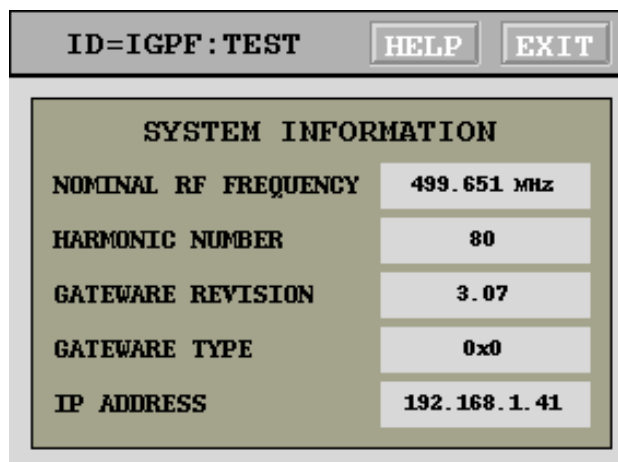 ID=IGPF:TEST HELP EXIT
SYSTEM INFORMATION
NOMINAL RF FREQUENCY 499.651 MHz
HARMONIC NUMBER 80
GATEWARE REVISION 3.07
GATEWARE TYPE 0x0
IP ADDRESS 192.168.1.41